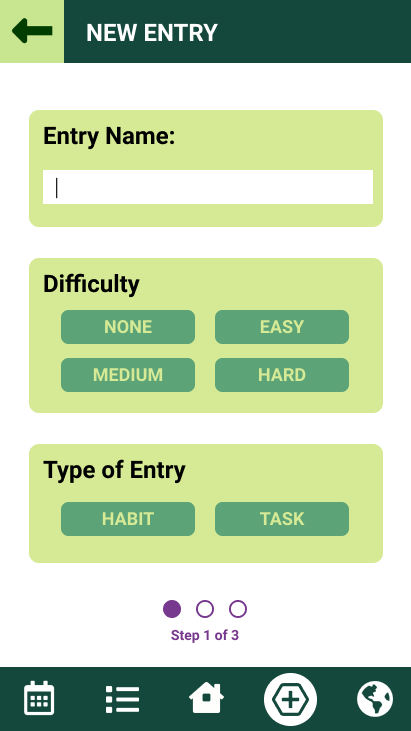 NEW ENTRY
Entry Name:
Difficulty
NONE EASY
MEDIUM HARD
Type of Entry
HABIT TASK
Step 1 of 3